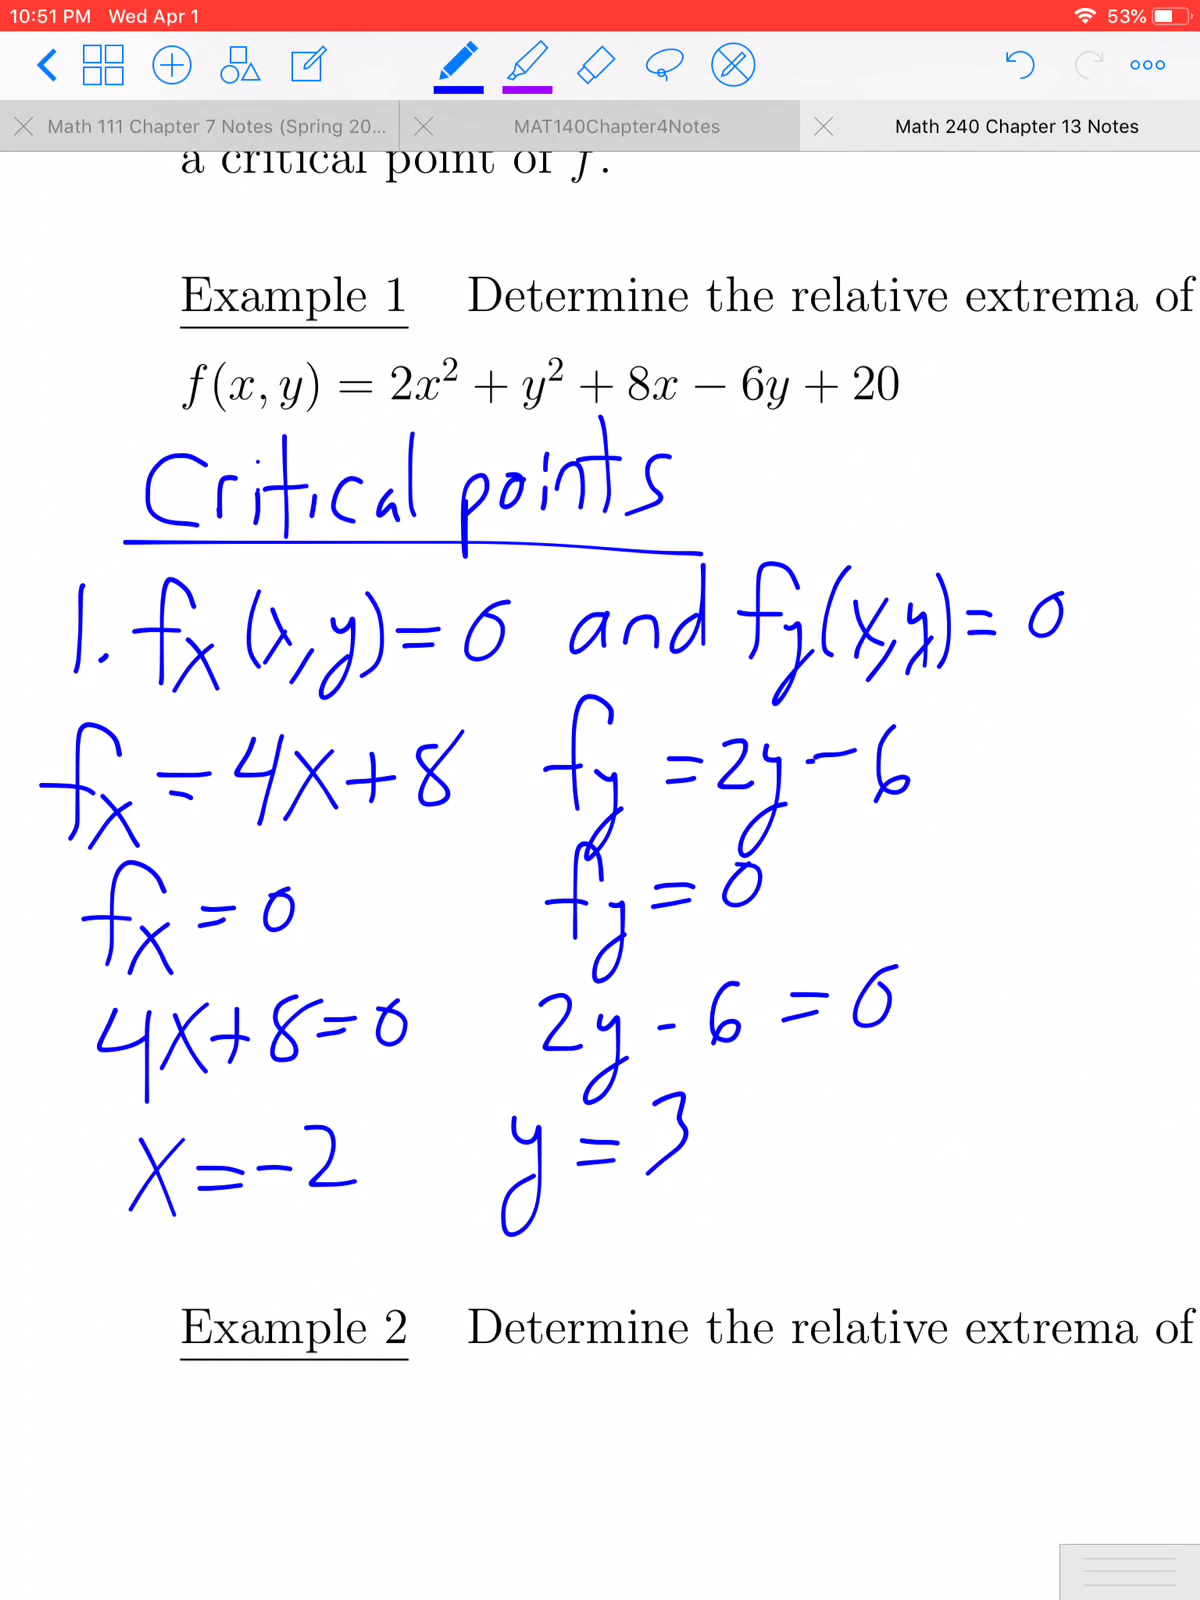 10:51 PM Wed Apr 1 53%
Math 111 Chapter 7 Notes (Spring 20... MAT140Chapter4Notes Math 240 Chapter 13 Notes
a critical point of f.
Example 1 Determine the relative extrema of
f(x, y) = 2x² + y² + 8x − 6y + 20
Critical points
1. fₓ(x,y)=0 and f_y(x,y)=0
fₓ = 4x+8 f_y = 2y-6
fₓ = 0 f_y = 0
4x+8=0 2y-6=0
x=-2 y=3
Example 2 Determine the relative extrema of